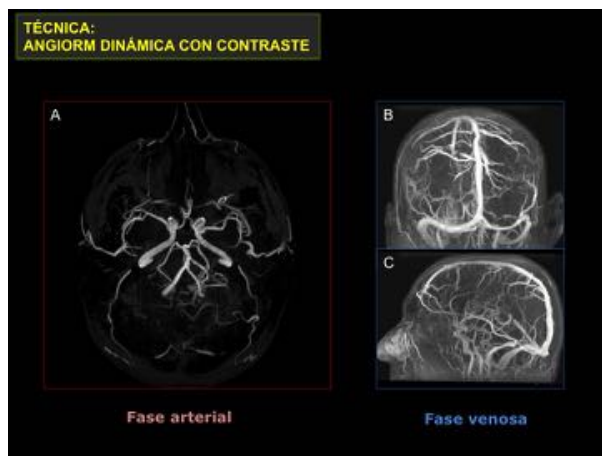 TÉCNICA:
ANGIORM DINÁMICA CON CONTRASTE
A
B
C
Fase arterial
Fase venosa